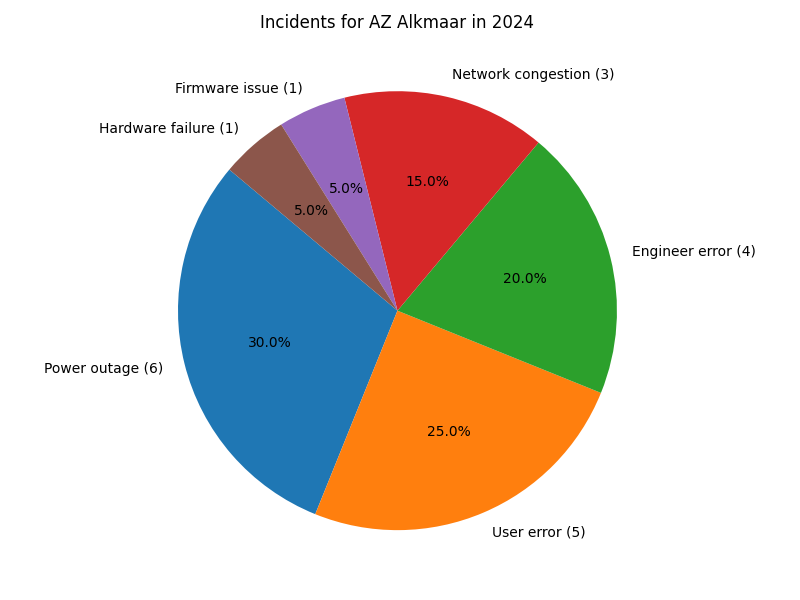 Incidents for AZ Alkmaar in 2024
Network congestion (3)
Firmware issue (1)
Hardware failure (1)
15.0%
5.0%
5.0%
Engineer error (4)
20.0%
30.0%
Power outage (6)
25.0%
User error (5)